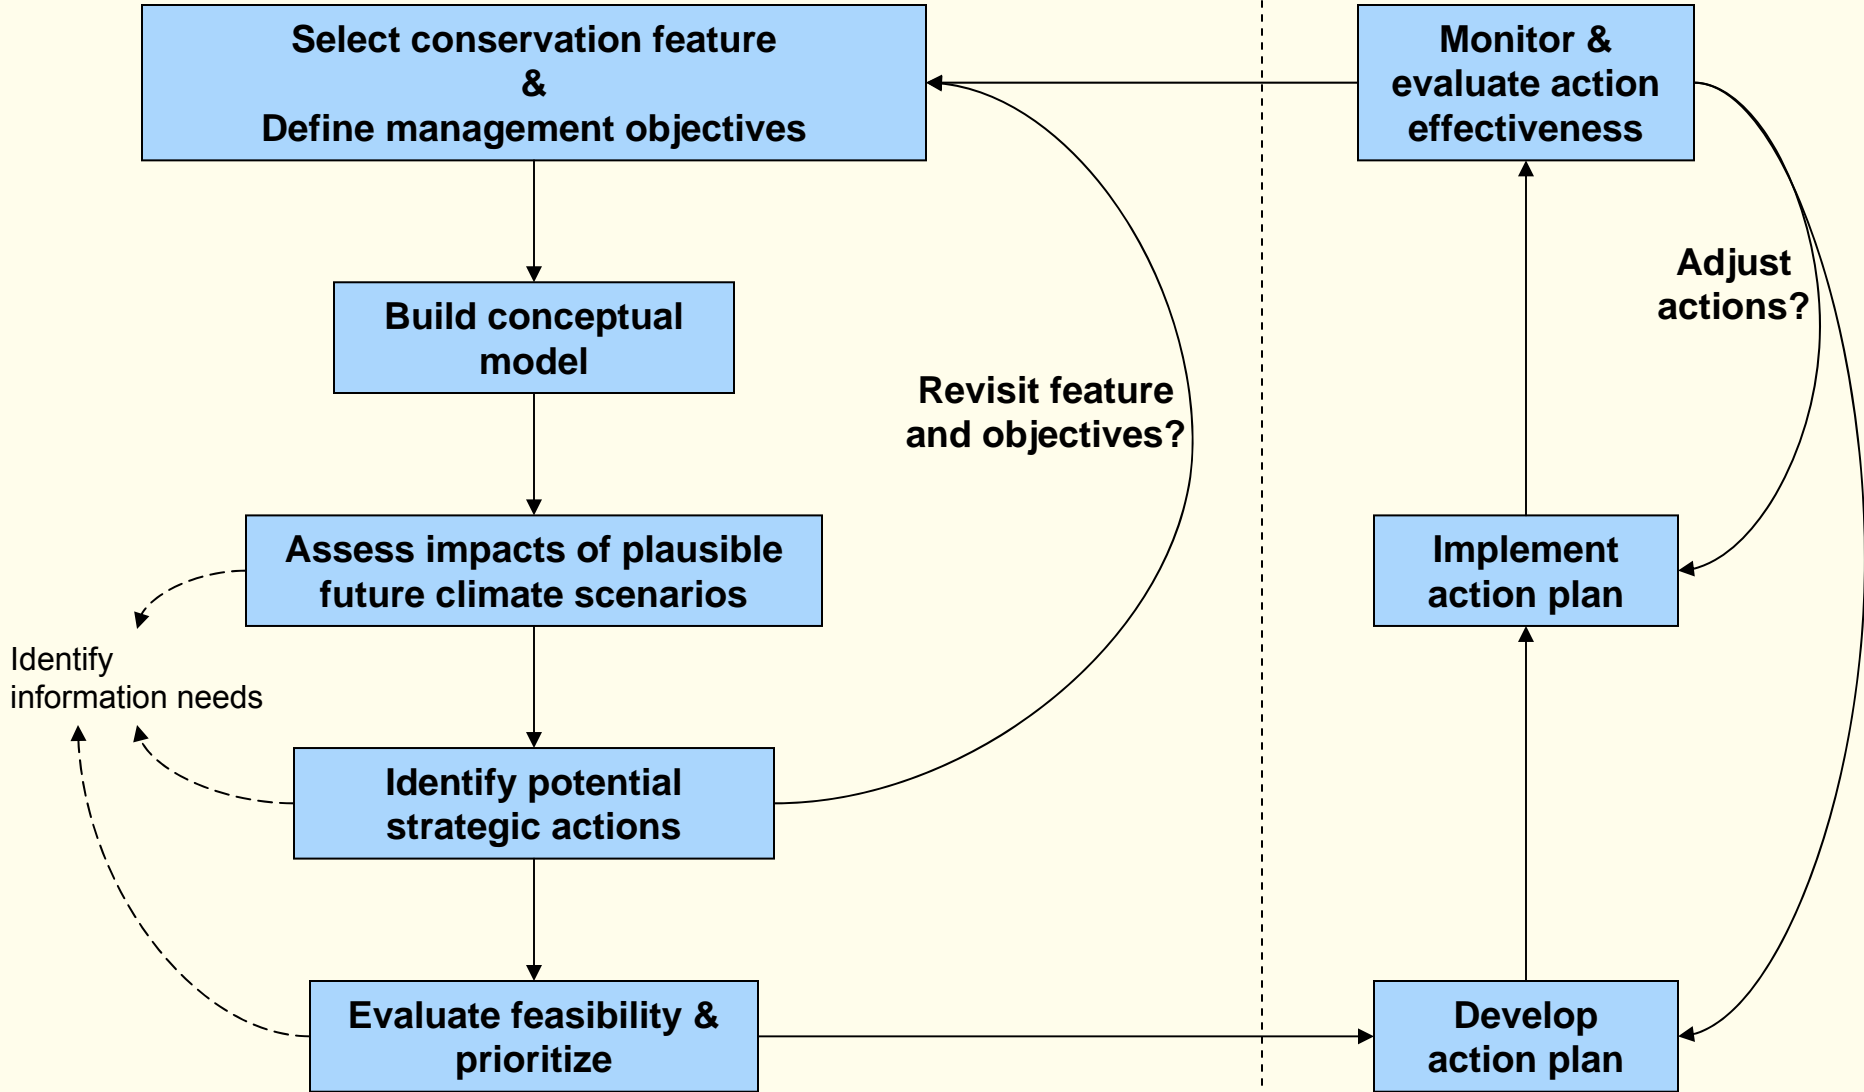 Select conservation feature
&
Define management objectives
Build conceptual
model
Assess impacts of plausible
future climate scenarios
Identify
information needs
Identify potential
strategic actions
Evaluate feasibility &
prioritize
Revisit feature
and objectives?
Monitor &
evaluate action
effectiveness
Adjust
actions?
Implement
action plan
Develop
action plan